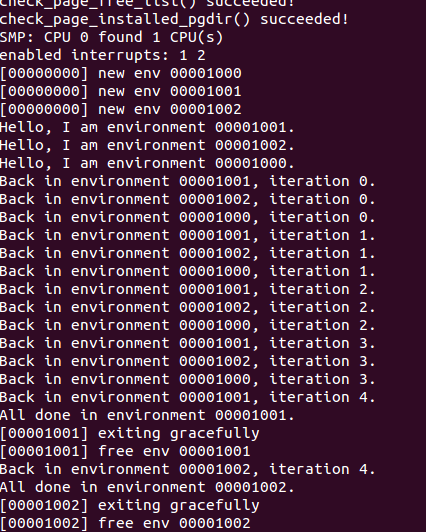 check_page_free_list() succeeded!
check_page_installed_pgdir() succeeded!
SMP: CPU 0 found 1 CPU(s)
enabled interrupts: 1 2
[00000000] new env 00001000
[00000000] new env 00001001
[00000000] new env 00001002
Hello, I am environment 00001001.
Hello, I am environment 00001002.
Hello, I am environment 00001000.
Back in environment 00001001, iteration 0.
Back in environment 00001002, iteration 0.
Back in environment 00001000, iteration 0.
Back in environment 00001001, iteration 1.
Back in environment 00001002, iteration 1.
Back in environment 00001000, iteration 1.
Back in environment 00001001, iteration 2.
Back in environment 00001002, iteration 2.
Back in environment 00001000, iteration 2.
Back in environment 00001001, iteration 3.
Back in environment 00001002, iteration 3.
Back in environment 00001000, iteration 3.
Back in environment 00001001, iteration 4.
All done in environment 00001001.
[00001001] exiting gracefully
[00001001] free env 00001001
Back in environment 00001002, iteration 4.
All done in environment 00001002.
[00001002] exiting gracefully
[00001002] free env 00001002